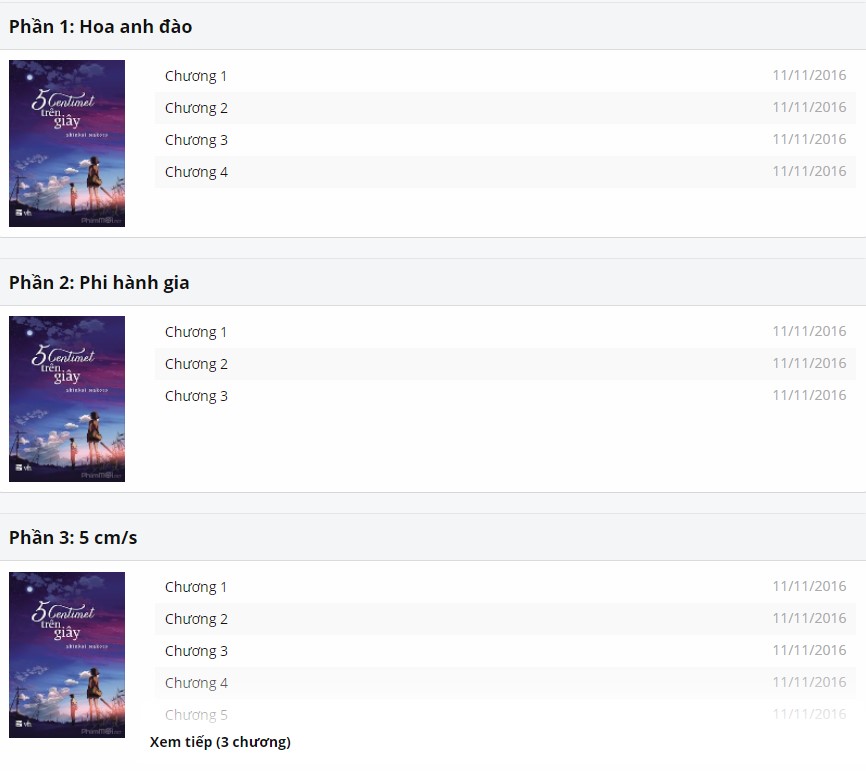 Phần 1: Hoa anh đào
5 Centimet
trên
giây
shinkai makoto
Chương 1 11/11/2016
Chương 2 11/11/2016
Chương 3 11/11/2016
Chương 4 11/11/2016
Phần 2: Phi hành gia
5 Centimet
trên
giây
shinkai makoto
Chương 1 11/11/2016
Chương 2 11/11/2016
Chương 3 11/11/2016
Phần 3: 5 cm/s
5 Centimet
trên
giây
shinkai makoto
Chương 1 11/11/2016
Chương 2 11/11/2016
Chương 3 11/11/2016
Chương 4 11/11/2016
Chương 5 11/11/2016
Xem tiếp (3 chương)